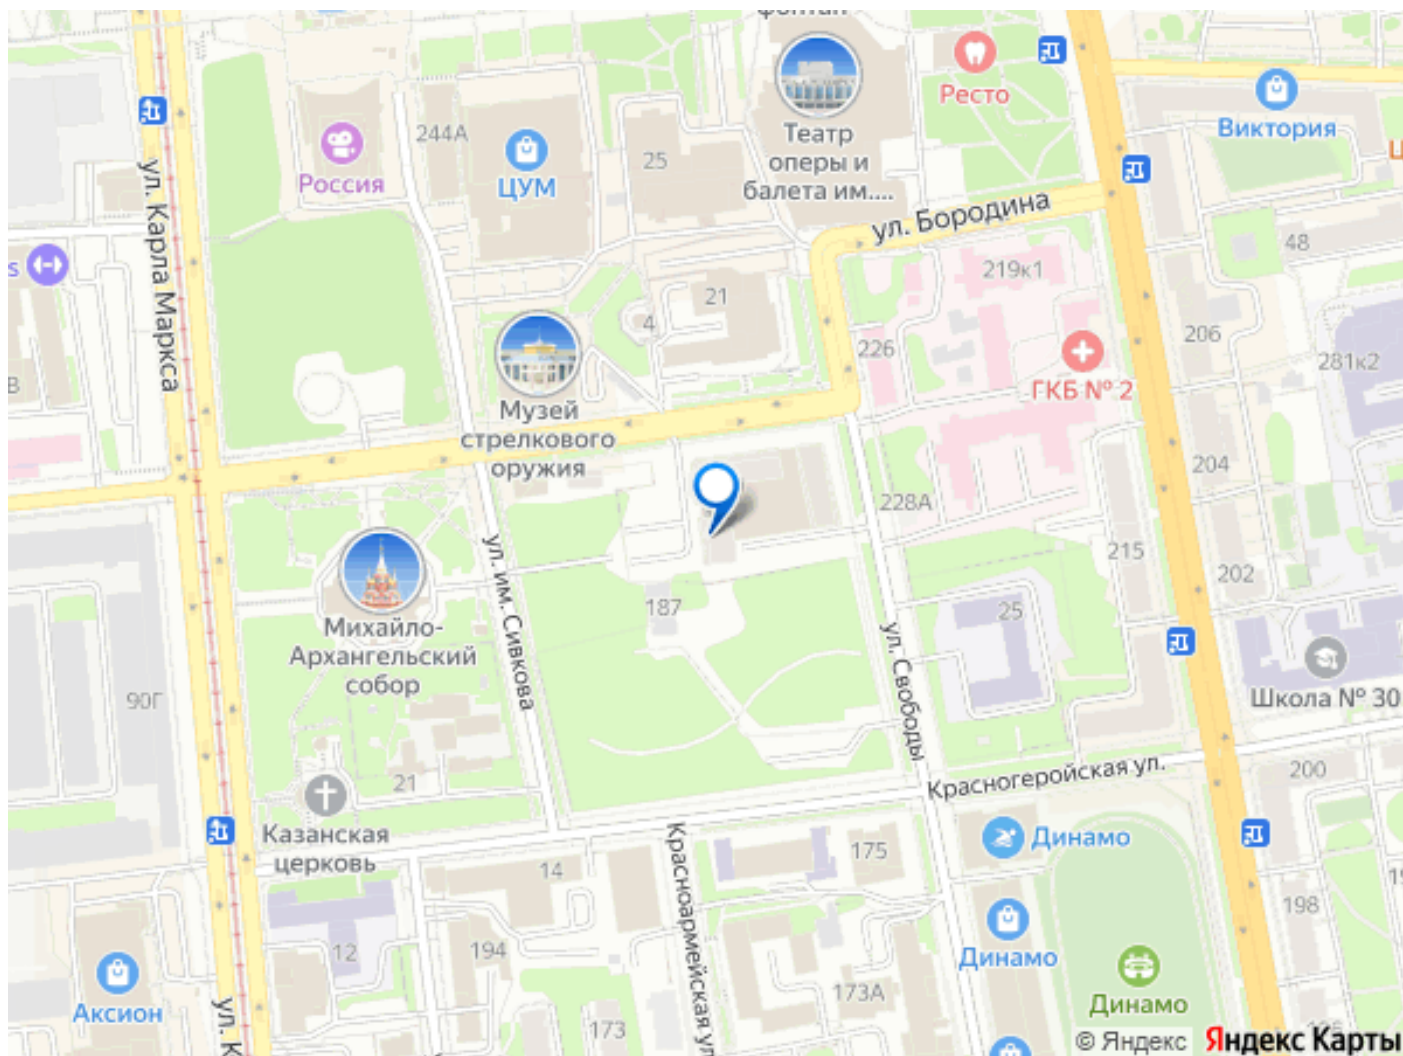 фонтан
Ресто
Театр
оперы и
балета им....
Виктория
244А
Россия
ЦУМ
25
ул. Карла Маркса
ул. Бородина
48
s
219к1
21
4
226
206
281к2
ГКБ № 2
В
Музей
стрелкового
оружия
204
228А
215
202
ул. им. Сивкова
187
25
Михайло-
Архангельский
собор
ул. Свободы
Школа № 30
90Г
21
Красногеройская ул.
200
Казанская
церковь
Красноармейская ул
175
Динамо
14
198
19
12
194
Динамо
173А
Аксион
ул. К
173
Динамо
© Яндекс Яндекс Карты